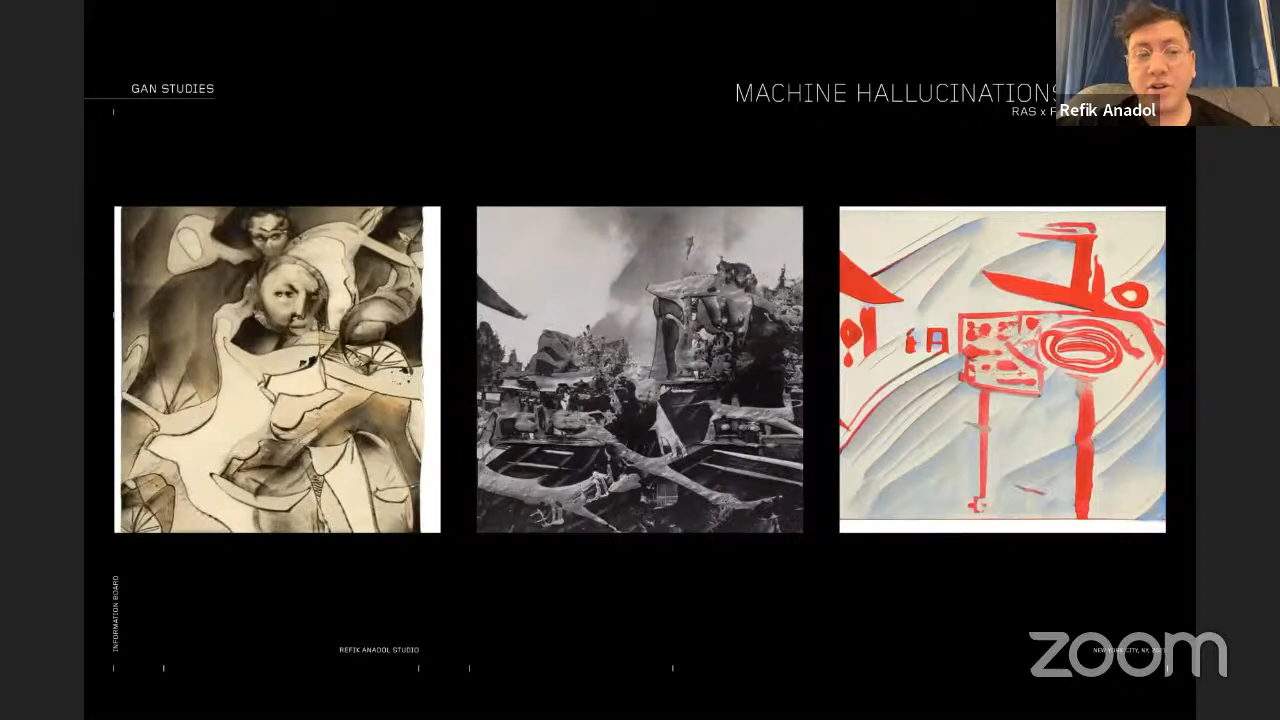 GAN STUDIES
MACHINE HALLUCINATIONS
RAS x
Refik Anadol
INFORMATION BOARD
REFIK ANADOL STUDIO
NEW YORK CITY, NY,
zoom